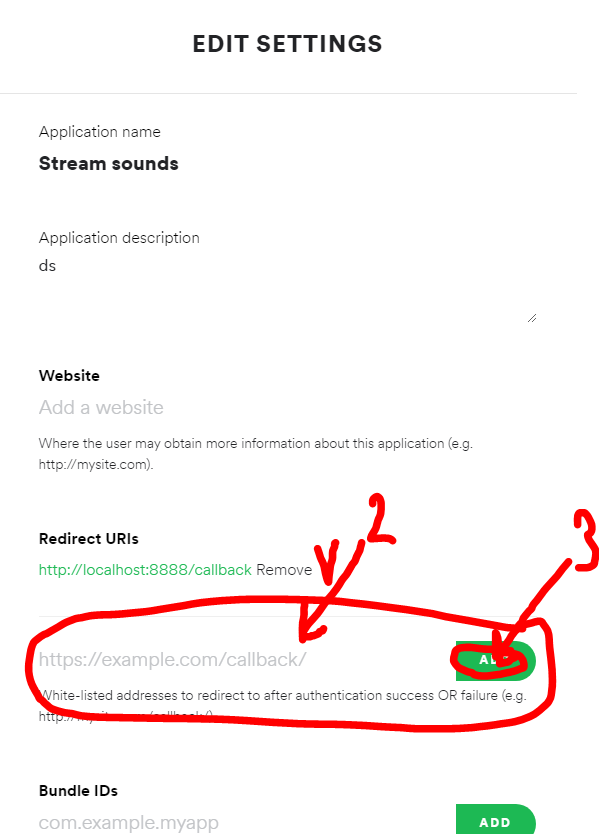 EDIT SETTINGS
Application name
Stream sounds
Application description
ds
Website
Add a website
Where the user may obtain more information about this application (e.g.
http://mysite.com).
2
3
Redirect URIs
http://localhost:8888/callback Remove
https://example.com/callback/
ADD
White-listed addresses to redirect to after authentication success OR failure (e.g.
http://mysite.com/callback/)
Bundle IDs
com.example.myapp
ADD